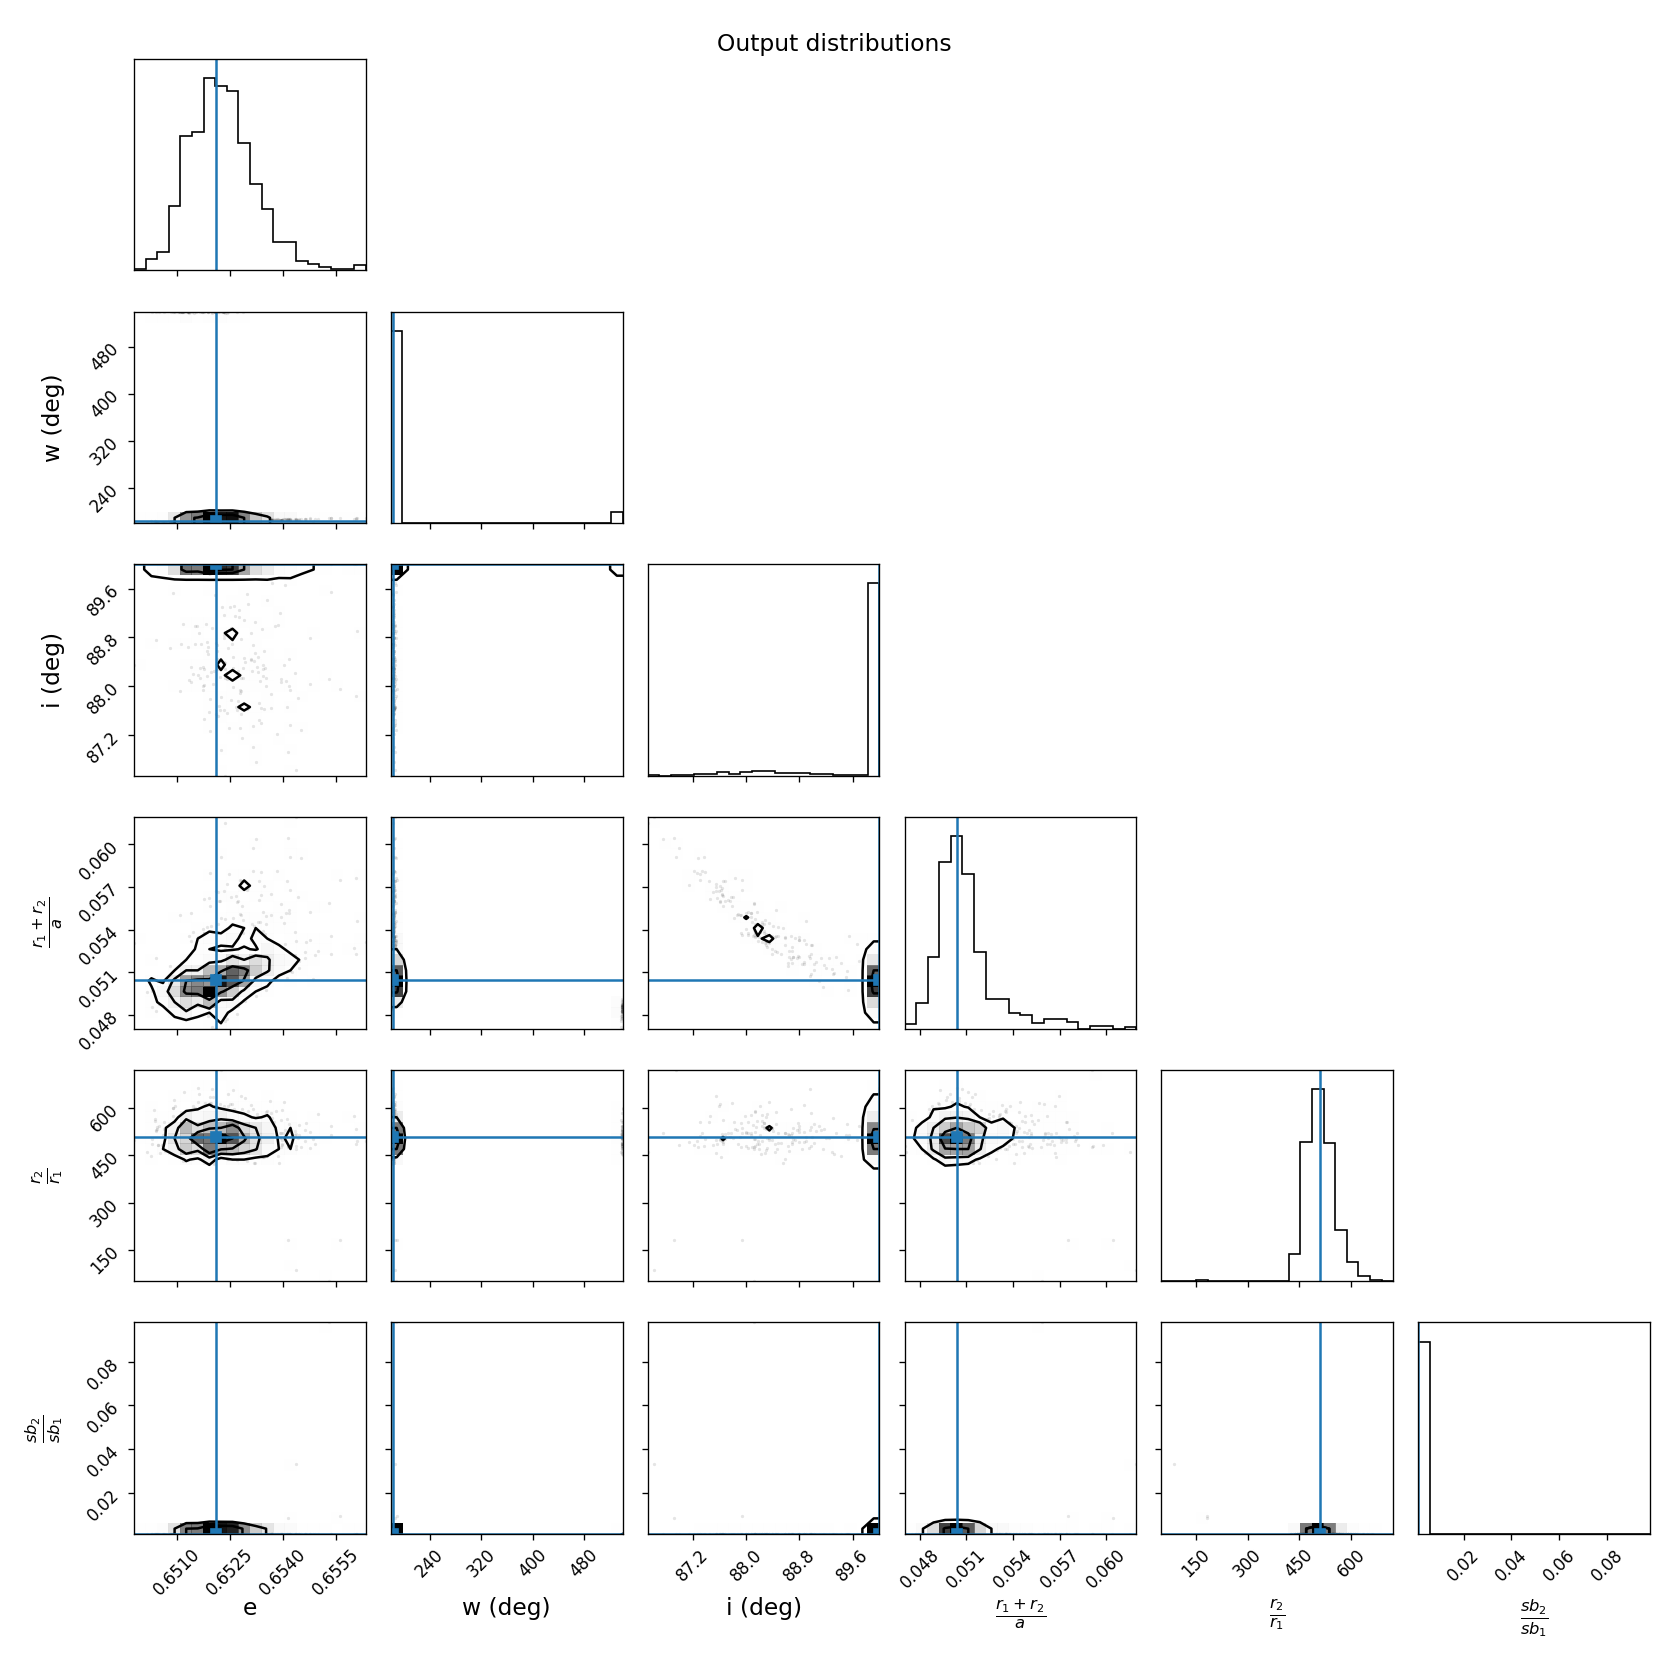 Output distributions
w (deg)
480
400
320
240
i (deg)
89.6
88.8
88.0
87.2
r₁ + r₂
a
0.060
0.057
0.054
0.051
0.048
r₂
r₁
600
450
300
150
sb₂
sb₁
0.08
0.06
0.04
0.02
0.6510 0.6525 0.6540 0.6555
240 320 400 480
87.2 88.0 88.8 89.6
0.048 0.051 0.054 0.057 0.060
150 300 450 600
0.02 0.04 0.06 0.08
e
w (deg)
i (deg)
r₁ + r₂
a
r₂
r₁
sb₂
sb₁